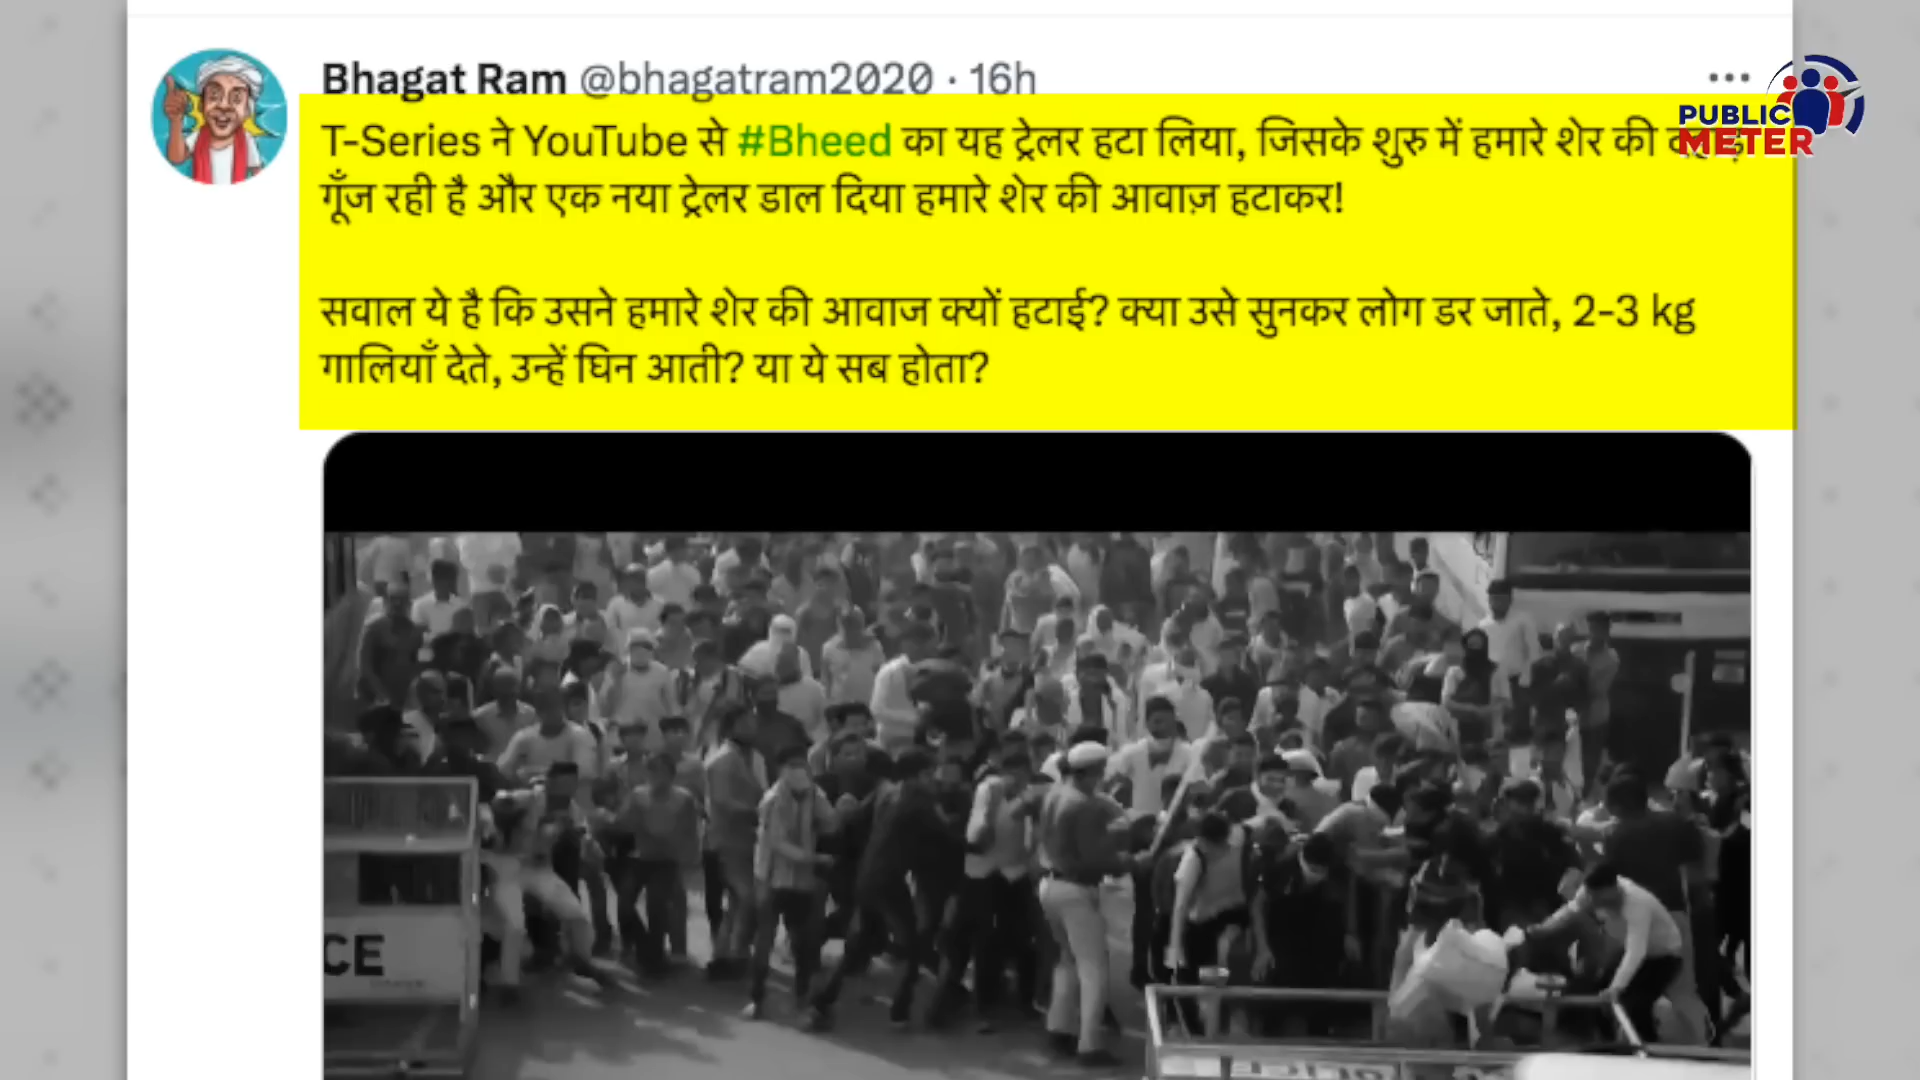 Bhagat Ram @bhagatram2020 · 16h
PUBLIC
METER
T-Series ने YouTube से #Bheed का यह ट्रेलर हटा लिया, जिसके शुरु में हमारे शेर की
गूँज रही है और एक नया ट्रेलर डाल दिया हमारे शेर की आवाज़ हटाकर!
सवाल ये है कि उसने हमारे शेर की आवाज क्यों हटाई? क्या उसे सुनकर लोग डर जाते, 2-3 kg
गालियाँ देते, उन्हें घिन आती? या ये सब होता?
CE